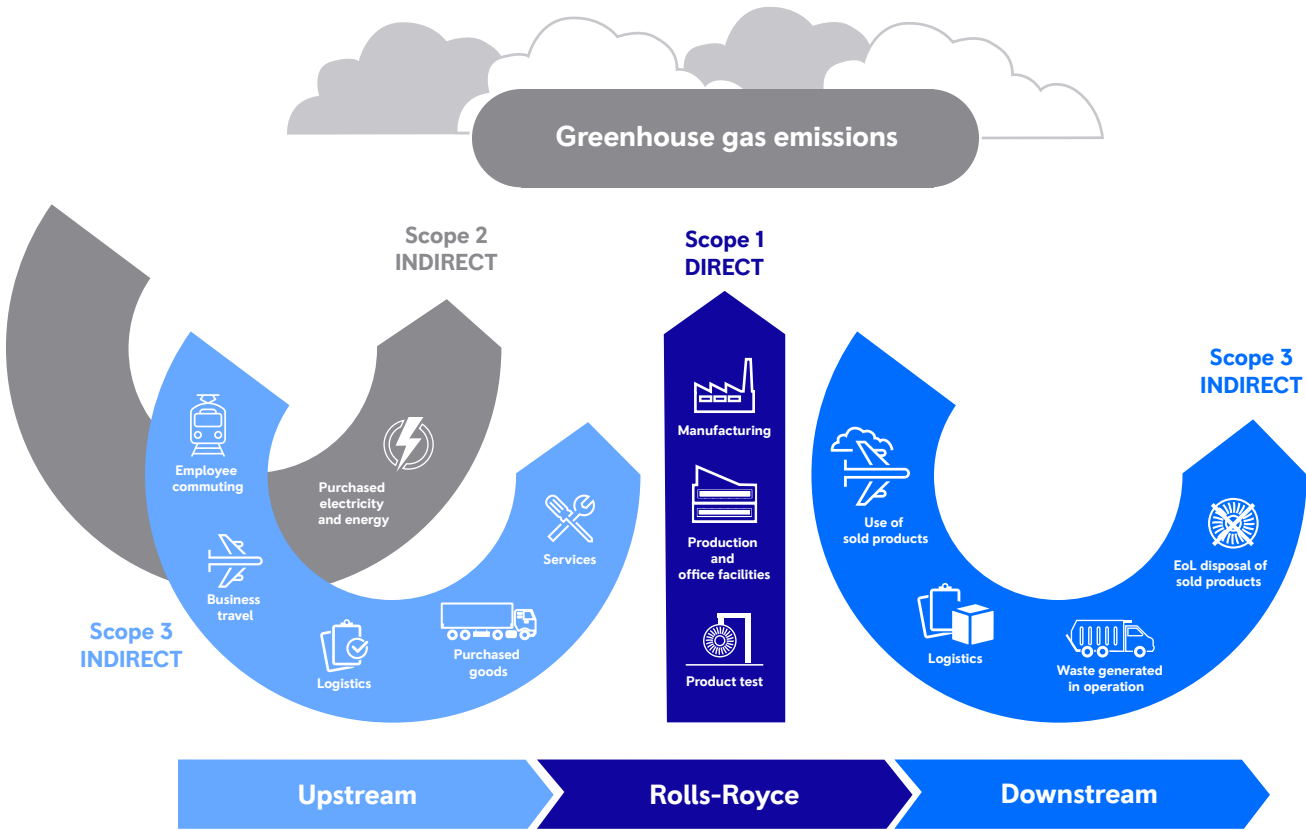 Greenhouse gas emissions
Scope 2
INDIRECT
Purchased
electricity
and energy
Scope 3
INDIRECT
Employee
commuting
Business
travel
Logistics
Purchased
goods
Services
Scope 1
DIRECT
Manufacturing
Production
and
office facilities
Product test
Scope 3
INDIRECT
Use of
sold products
Logistics
Waste generated
in operation
EoL disposal of
sold products
Upstream
Rolls-Royce
Downstream